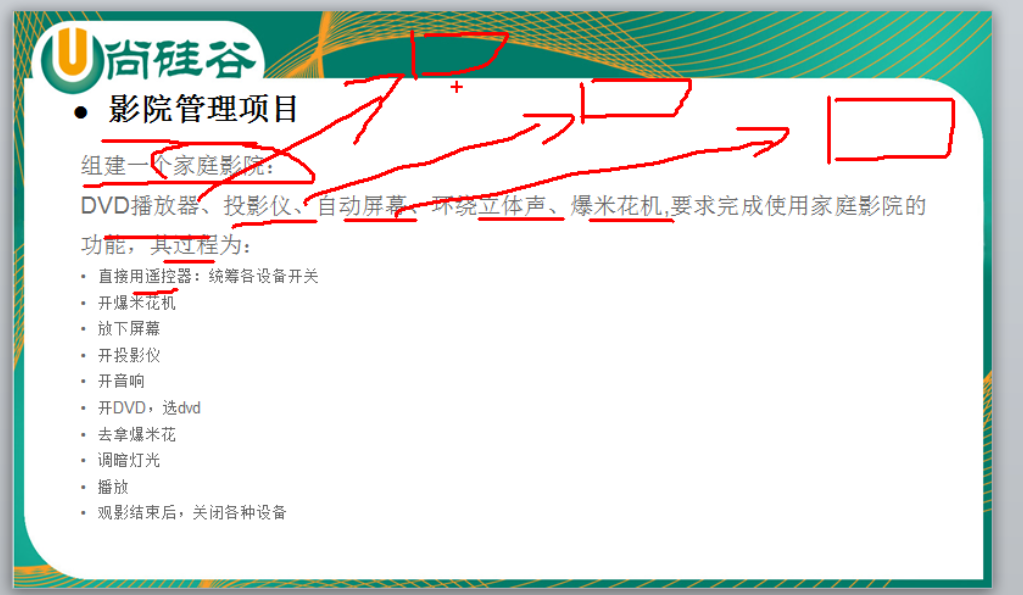 U尚硅谷
• 影院管理项目
组建一个家庭影院：
DVD播放器、投影仪、自动屏幕、环绕立体声、爆米花机,要求完成使用家庭影院的
功能，其过程为：
• 直接用遥控器：统筹各设备开关
• 开爆米花机
• 放下屏幕
• 开投影仪
• 开音响
• 开DVD，选dvd
• 去拿爆米花
• 调暗灯光
• 播放
• 观影结束后，关闭各种设备